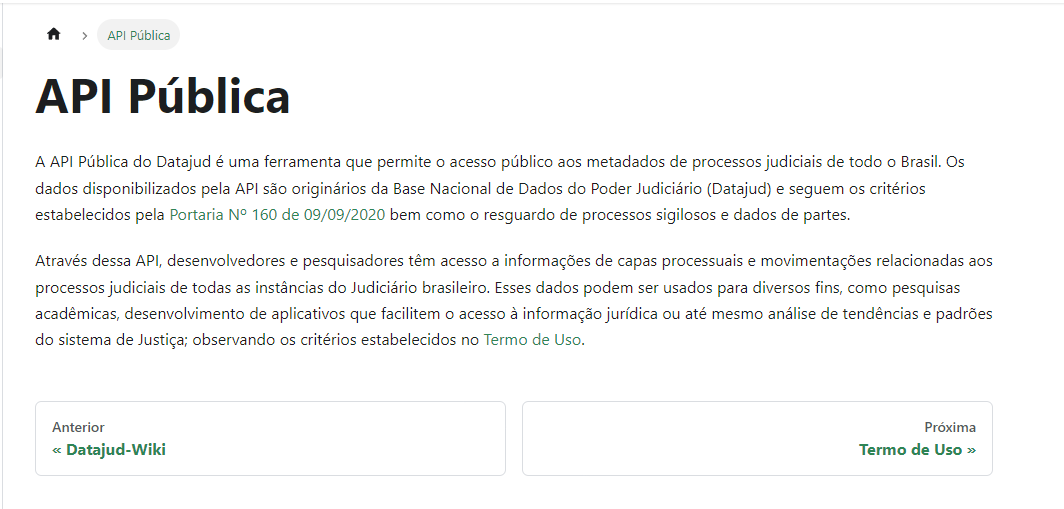 API Pública
API Pública
A API Pública do Datajud é uma ferramenta que permite o acesso público aos metadados de processos judiciais de todo o Brasil. Os
dados disponibilizados pela API são originários da Base Nacional de Dados do Poder Judiciário (Datajud) e seguem os critérios
estabelecidos pela Portaria Nº 160 de 09/09/2020 bem como o resguardo de processos sigilosos e dados de partes.
Através dessa API, desenvolvedores e pesquisadores têm acesso a informações de capas processuais e movimentações relacionadas aos
processos judiciais de todas as instâncias do Judiciário brasileiro. Esses dados podem ser usados para diversos fins, como pesquisas
acadêmicas, desenvolvimento de aplicativos que facilitem o acesso à informação jurídica ou até mesmo análise de tendências e padrões
do sistema de Justiça; observando os critérios estabelecidos no Termo de Uso.
Anterior
« Datajud-Wiki
Próxima
Termo de Uso »